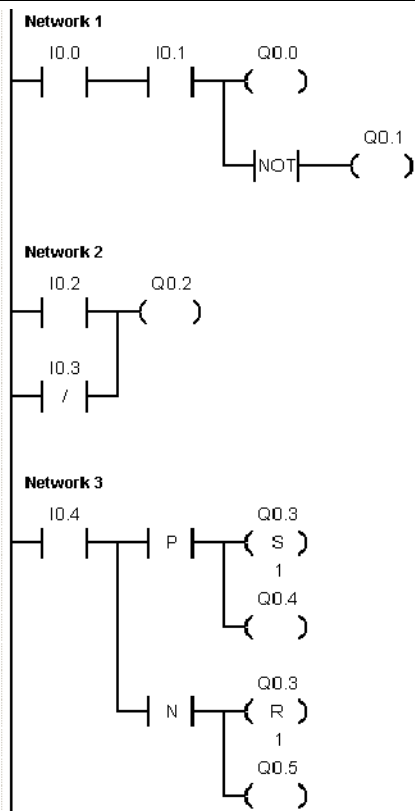 Network 1
I0.0 I0.1 Q0.0
Q0.1
NOT
Network 2
I0.2 Q0.2
I0.3
/
Network 3
I0.4 Q0.3
P S
1
Q0.4
Q0.3
N R
1
Q0.5